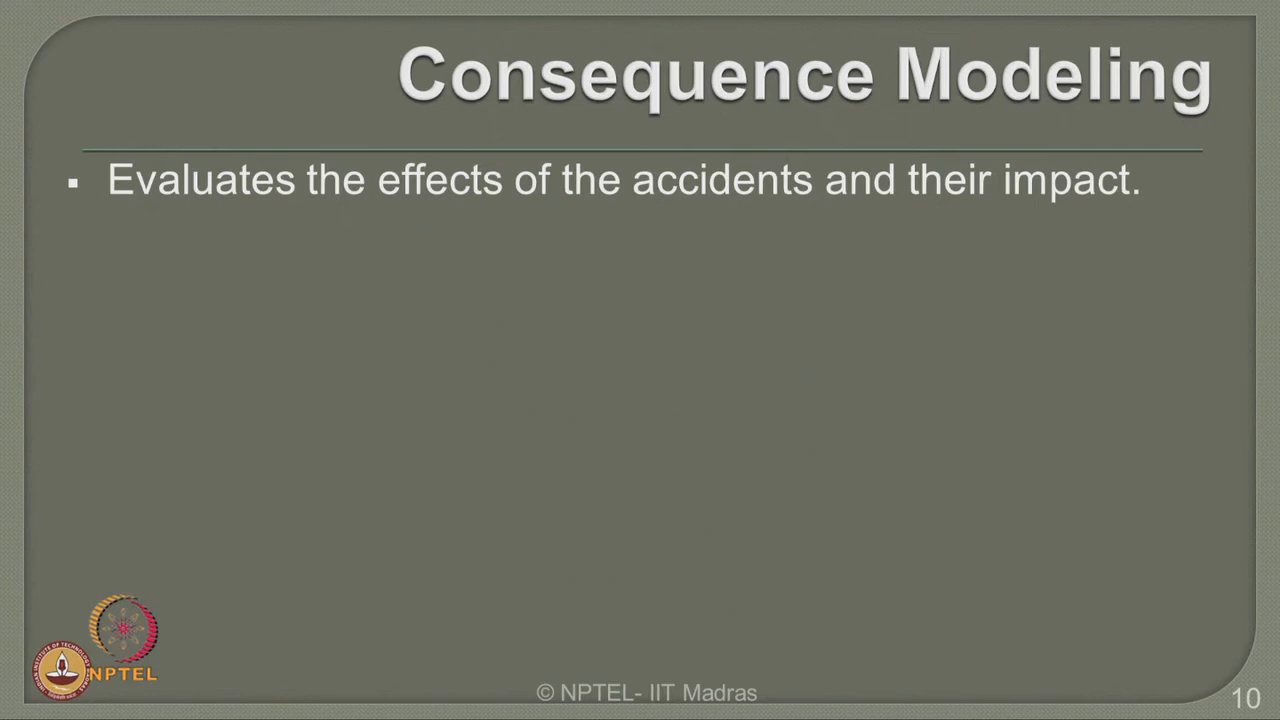 Consequence Modeling
▪ Evaluates the effects of the accidents and their impact.
NPTEL
© NPTEL- IIT Madras
10